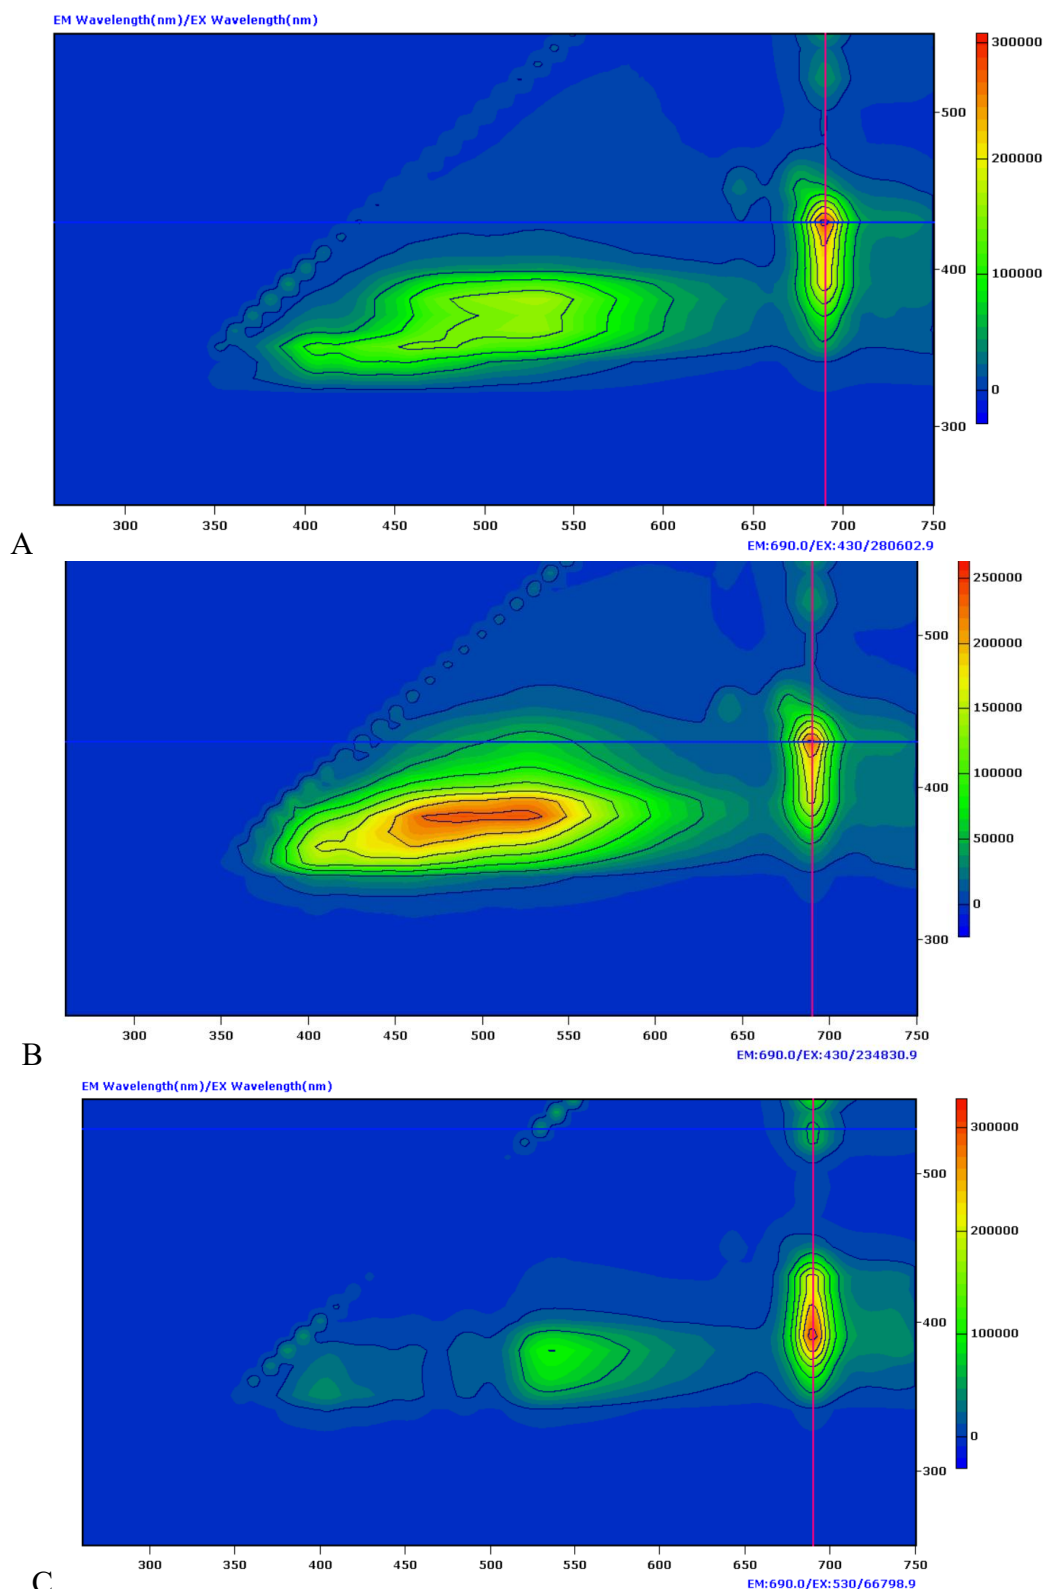 EM Wavelength(nm)/EX Wavelength(nm)
300000
500
200000
400
100000
0
300
300 350 400 450 500 550 600 650 700 750
A
EM:690.0/EX:430/280602.9
250000
500
200000
150000
400
100000
50000
0
300
300 350 400 450 500 550 600 650 700 750
B
EM:690.0/EX:430/234830.9
EM Wavelength(nm)/EX Wavelength(nm)
300000
500
200000
400
100000
0
300
300 350 400 450 500 550 600 650 700 750
C
EM:690.0/EX:530/66798.9